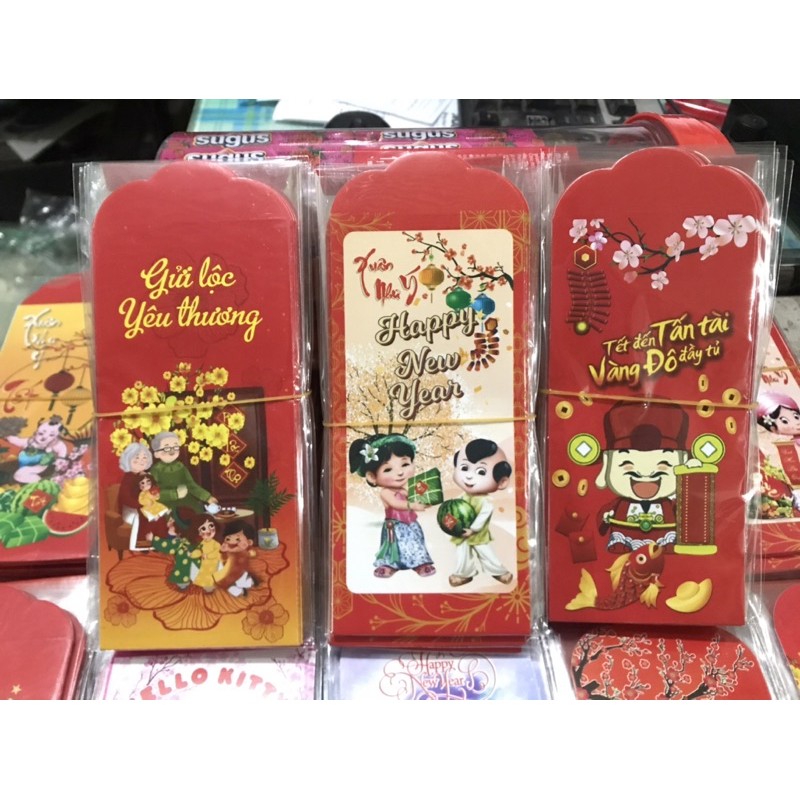 sugus
sugus
sugus
Gửi lộc
Yêu thương
Xuân
Như Ý
Happy
New
Year
Tết đến Tấn tài
Vàng Đô đầy tủ
HELLO KITTY
Happy
New Year